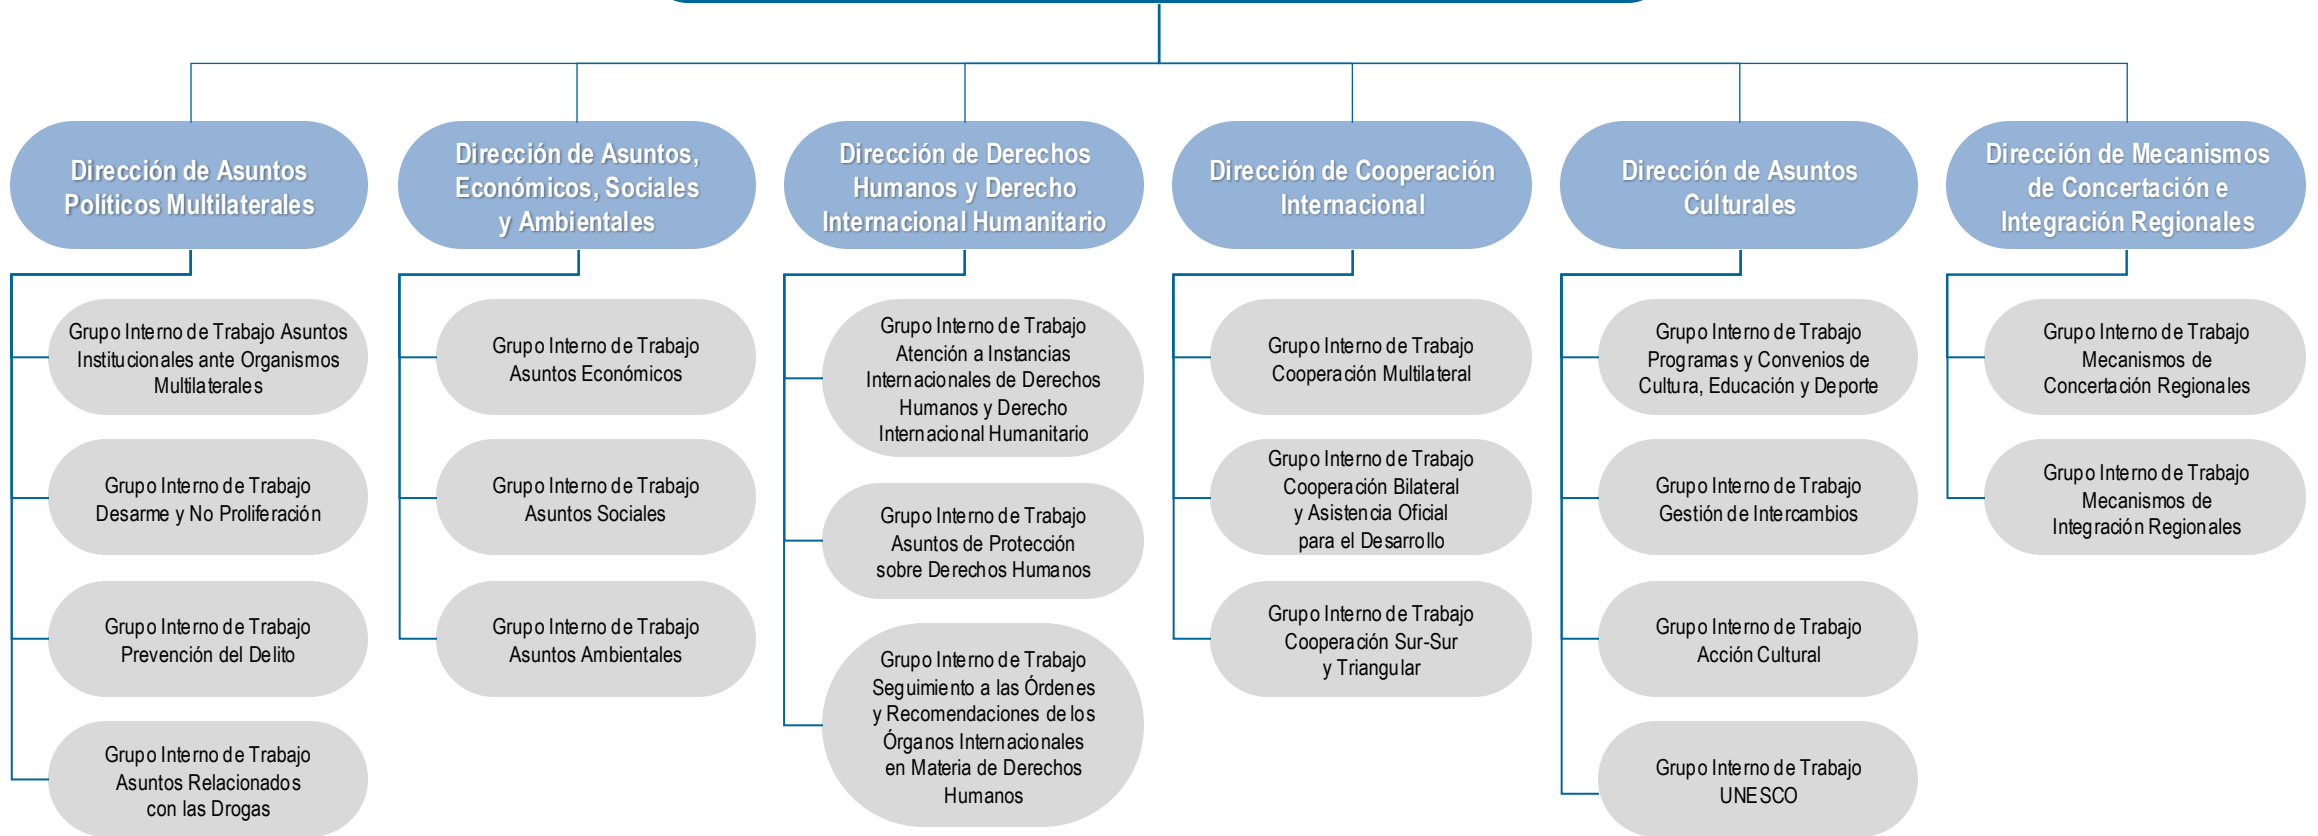 Dirección de Asuntos
Políticos Multilaterales
Dirección de Asuntos,
Económicos, Sociales
y Ambientales
Dirección de Derechos
Humanos y Derecho
Internacional Humanitario
Dirección de Cooperación
Internacional
Dirección de Asuntos
Culturales
Dirección de Mecanismos
de Concertación e
Integración Regionales
Grupo Interno de Trabajo Asuntos
Institucionales ante Organismos
Multilaterales
Grupo Interno de Trabajo
Desarme y No Proliferación
Grupo Interno de Trabajo
Prevención del Delito
Grupo Interno de Trabajo
Asuntos Relacionados
con las Drogas
Grupo Interno de Trabajo
Asuntos Económicos
Grupo Interno de Trabajo
Asuntos Sociales
Grupo Interno de Trabajo
Asuntos Ambientales
Grupo Interno de Trabajo
Atención a Instancias
Internacionales de Derechos
Humanos y Derecho
Internacional Humanitario
Grupo Interno de Trabajo
Asuntos de Protección
sobre Derechos Humanos
Grupo Interno de Trabajo
Seguimiento a las Órdenes
y Recomendaciones de los
Órganos Internacionales
en Materia de Derechos
Humanos
Grupo Interno de Trabajo
Cooperación Multilateral
Grupo Interno de Trabajo
Cooperación Bilateral
y Asistencia Oficial
para el Desarrollo
Grupo Interno de Trabajo
Cooperación Sur-Sur
y Triangular
Grupo Interno de Trabajo
Programas y Convenios de
Cultura, Educación y Deporte
Grupo Interno de Trabajo
Gestión de Intercambios
Grupo Interno de Trabajo
Acción Cultural
Grupo Interno de Trabajo
UNESCO
Grupo Interno de Trabajo
Mecanismos de
Concertación Regionales
Grupo Interno de Trabajo
Mecanismos de
Integración Regionales